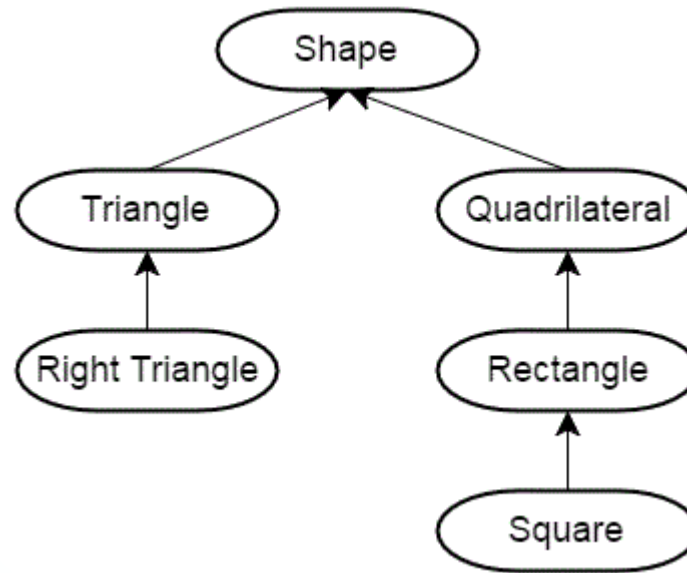 Shape
Triangle
Quadrilateral
Right Triangle
Rectangle
Square